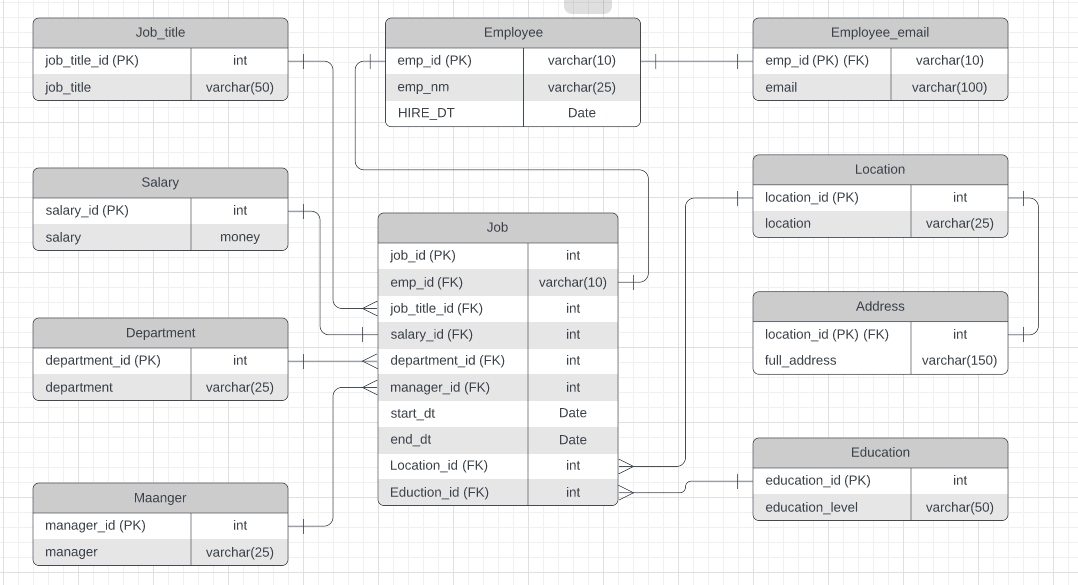 Job_title
job_title_id (PK) int
job_title varchar(50)
Employee
emp_id (PK) varchar(10)
emp_nm varchar(25)
HIRE_DT Date
Employee_email
emp_id (PK) (FK) varchar(10)
email varchar(100)
Salary
salary_id (PK) int
salary money
Location
location_id (PK) int
location varchar(25)
Job
job_id (PK) int
emp_id (FK) varchar(10)
job_title_id (FK) int
salary_id (FK) int
department_id (FK) int
manager_id (FK) int
start_dt Date
end_dt Date
Location_id (FK) int
Eduction_id (FK) int
Department
department_id (PK) int
department varchar(25)
Address
location_id (PK) (FK) int
full_address varchar(150)
Maanger
manager_id (PK) int
manager varchar(25)
Education
education_id (PK) int
education_level varchar(50)